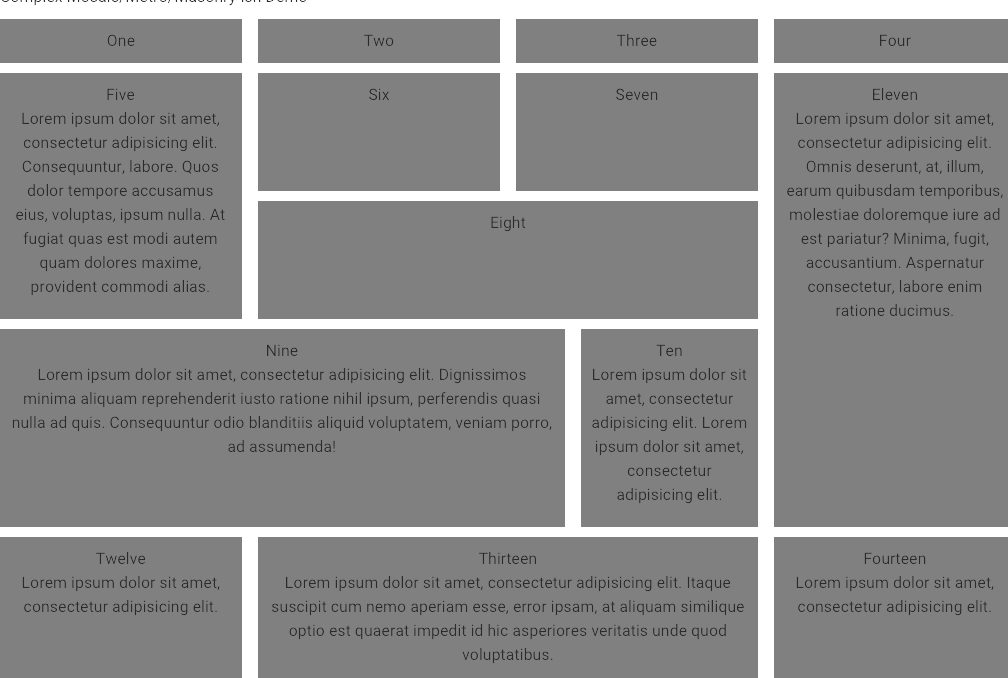 One
Two
Three
Four
Five
Lorem ipsum dolor sit amet,
consectetur adipisicing elit.
Consequuntur, labore. Quos
dolor tempore accusamus
eius, voluptas, ipsum nulla. At
fugiat quas est modi autem
quam dolores maxime,
provident commodi alias.
Six
Seven
Eight
Eleven
Lorem ipsum dolor sit amet,
consectetur adipisicing elit.
Omnis deserunt, at, illum,
earum quibusdam temporibus,
molestiae doloremque iure ad
est pariatur? Minima, fugit,
accusantium. Aspernatur
consectetur, labore enim
ratione ducimus.
Nine
Lorem ipsum dolor sit amet, consectetur adipisicing elit. Dignissimos
minima aliquam reprehenderit iusto ratione nihil ipsum, perferendis quasi
nulla ad quis. Consequuntur odio blanditiis aliquid voluptatem, veniam porro,
ad assumenda!
Ten
Lorem ipsum dolor sit
amet, consectetur
adipisicing elit. Lorem
ipsum dolor sit amet,
consectetur
adipisicing elit.
Twelve
Lorem ipsum dolor sit amet,
consectetur adipisicing elit.
Thirteen
Lorem ipsum dolor sit amet, consectetur adipisicing elit. Itaque
suscipit cum nemo aperiam esse, error ipsam, at aliquam similique
optio est quaerat impedit id hic asperiores veritatis unde quod
voluptatibus.
Fourteen
Lorem ipsum dolor sit amet,
consectetur adipisicing elit.